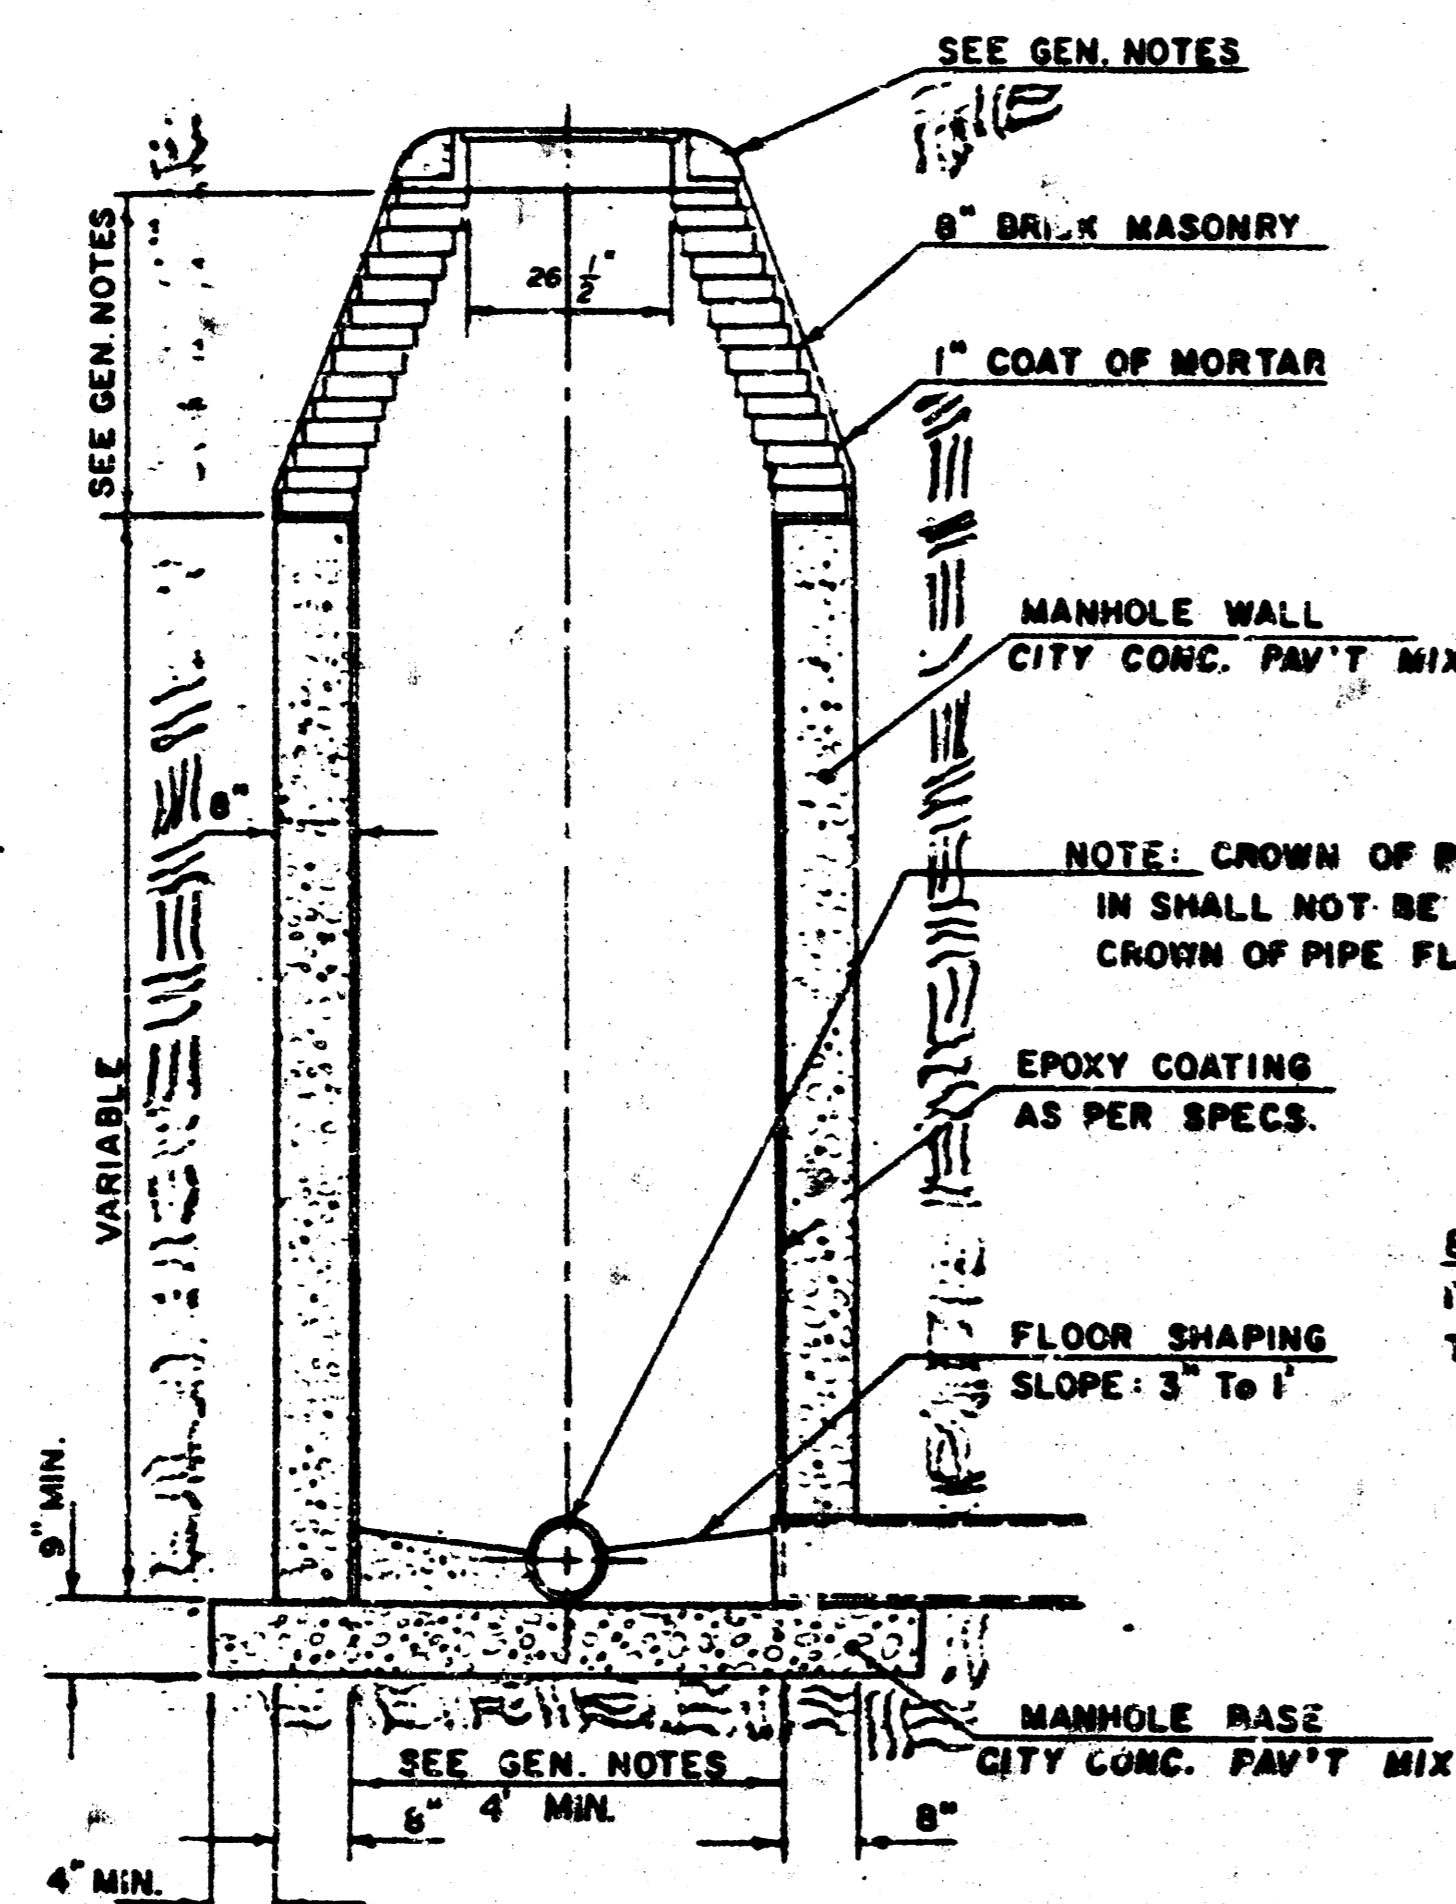 SEE GEN. NOTES
8" BRICK MASONRY
SEE GEN. NOTES
26 1/2"
1" COAT OF MORTAR
MANHOLE WALL
CITY CONC. PAV'T MIX
8"
NOTE: CROWN OF
IN SHALL NOT BE
CROWN OF PIPE
VARIABLE
EPOXY COATING
AS PER SPECS.
FLOOR SHAPING
SLOPE: 3" To 1'
9" MIN.
MANHOLE BASE
CITY CONC. PAV'T MIX
SEE GEN. NOTES
4' MIN.
8"
8"
4" MIN.